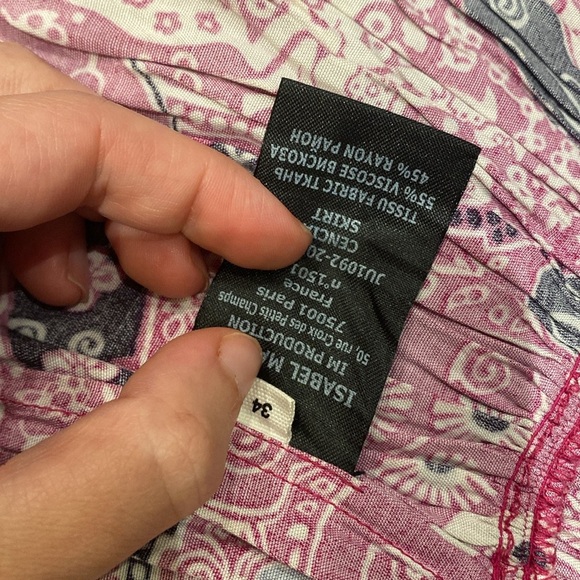 ISABEL MA
IM PRODUCTION
50 rue Croix des Petits Champs
75001 Paris
France
n°1501
JU1092-20
CENCI
SKIRT
TISSU FABRIC ТКАНЬ
55% VISCOSE ВИСКОЗА
45% RAYON РАЙОН
34